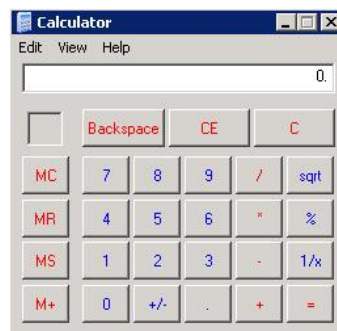 Calculator
Edit View Help
0.
Backspace CE C
MC 7 8 9 / sqrt
MR 4 5 6 * %
MS 1 2 3 - 1/x
M+ 0 +/- . + =